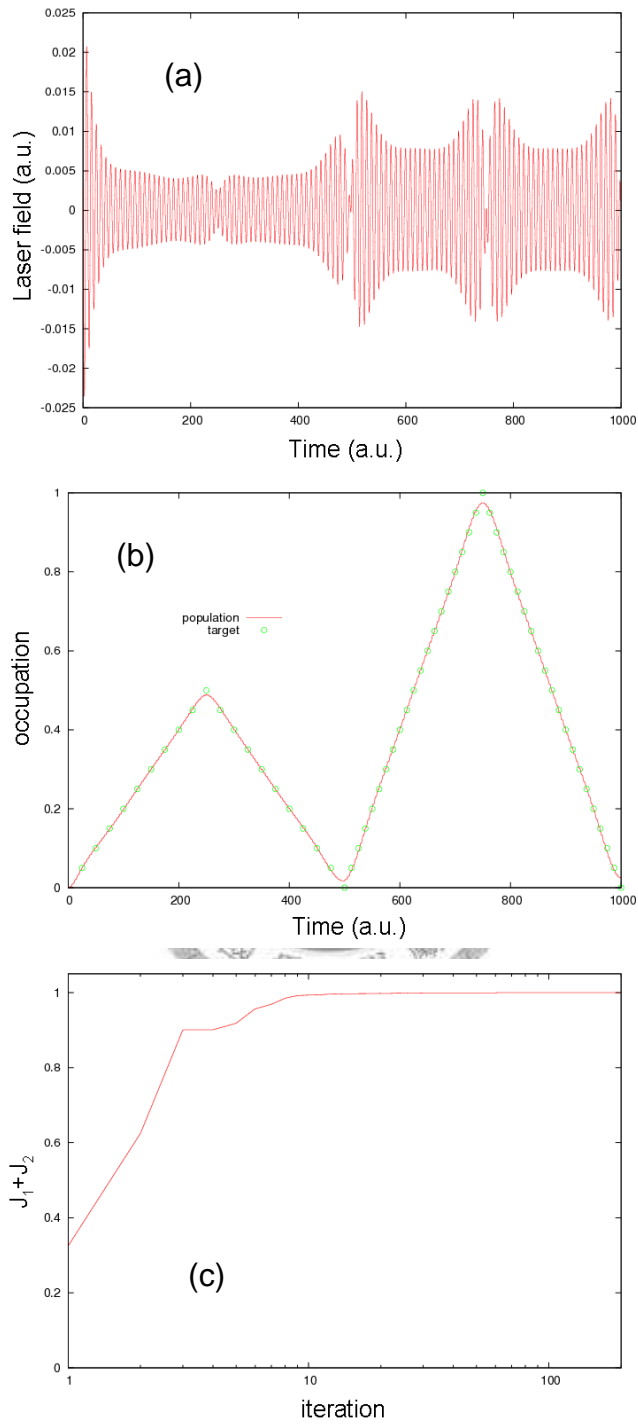 0.025
0.02
0.015
0.01
0.005
0
-0.005
-0.01
-0.015
-0.02
-0.025
Laser field (a.u.)
(a)
0 200 400 600 800 1000
Time (a.u.)
1
0.8
0.6
0.4
0.2
0
occupation
(b)
population
target
0 200 400 600 800 1000
Time (a.u.)
1
0.8
0.6
0.4
0.2
0
J₁+J₂
(c)
1 10 100
iteration